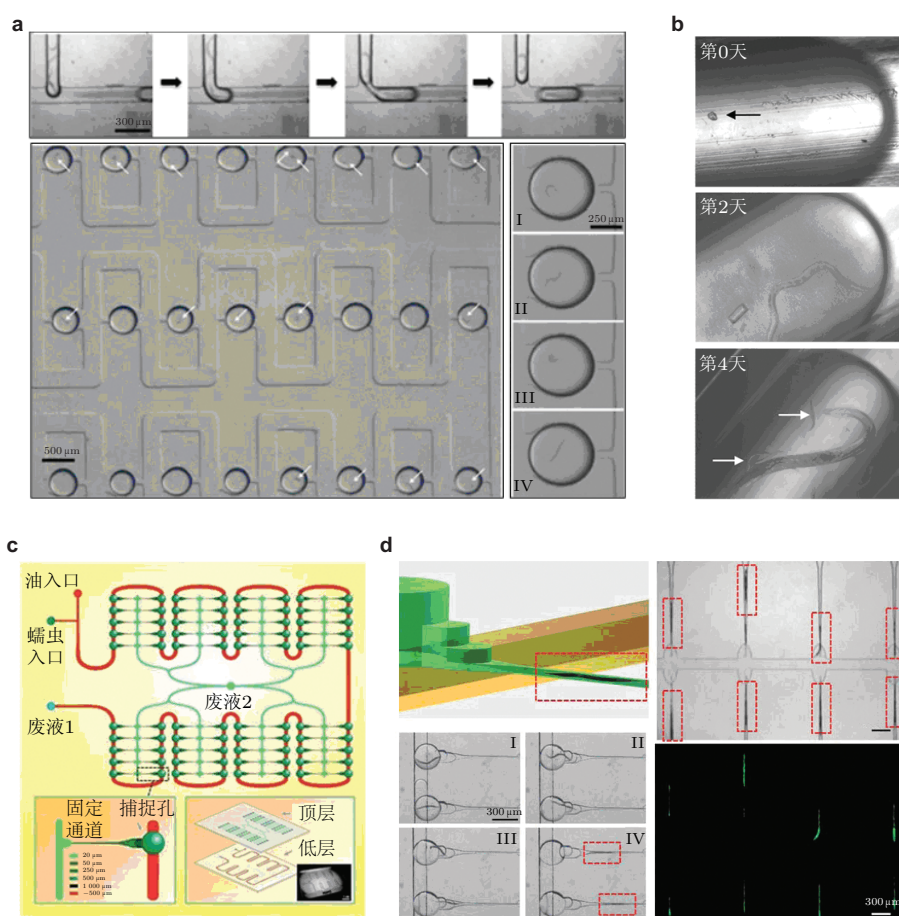 a
300 μm
I
250 μm
II
III
IV
500 μm
b
第0天
第2天
第4天
c
油入口
蠕虫
入口
废液1
废液2
固定
通道
捕捉孔
20 μm
50 μm
250 μm
500 μm
1 000 μm
−500 μm
顶层
低层
d
I
II
300 μm
III
IV
300 μm